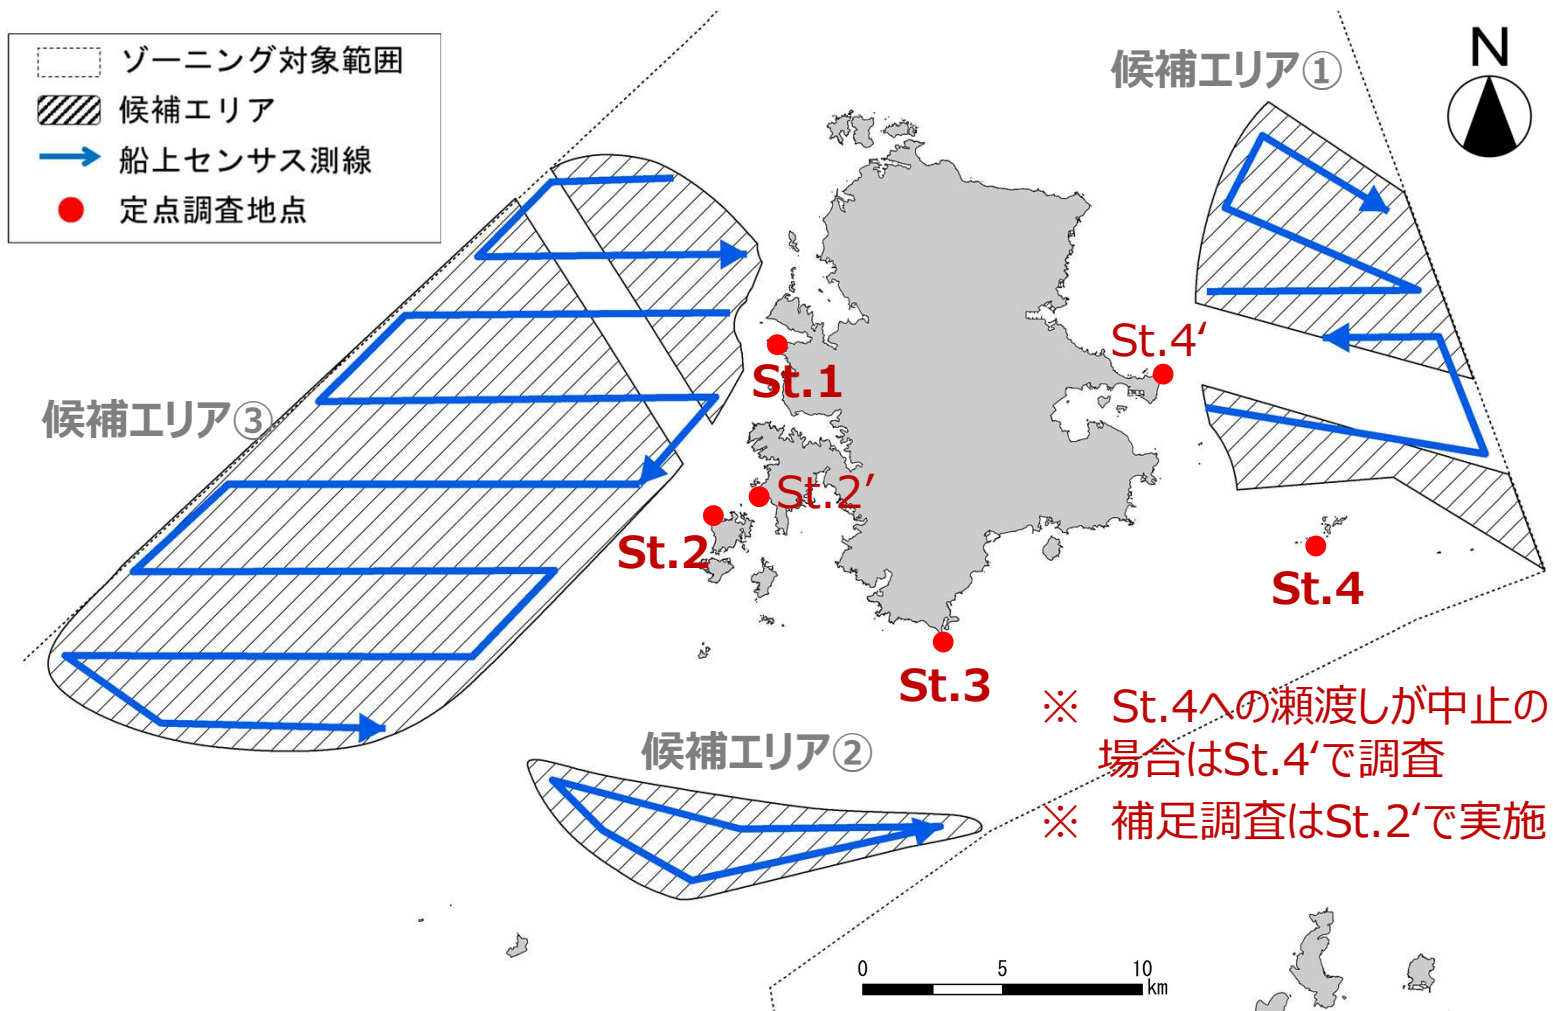 ゾーニング対象範囲
候補エリア
船上センサス測線
定点調査地点
候補エリア①
N
St.4‘
St.1
候補エリア③
St.2’
St.2
St.4
St.3
※ St.4への瀬渡しが中止の
場合はSt.4‘で調査
※ 補足調査はSt.2‘で実施
候補エリア②
0 5 10
km